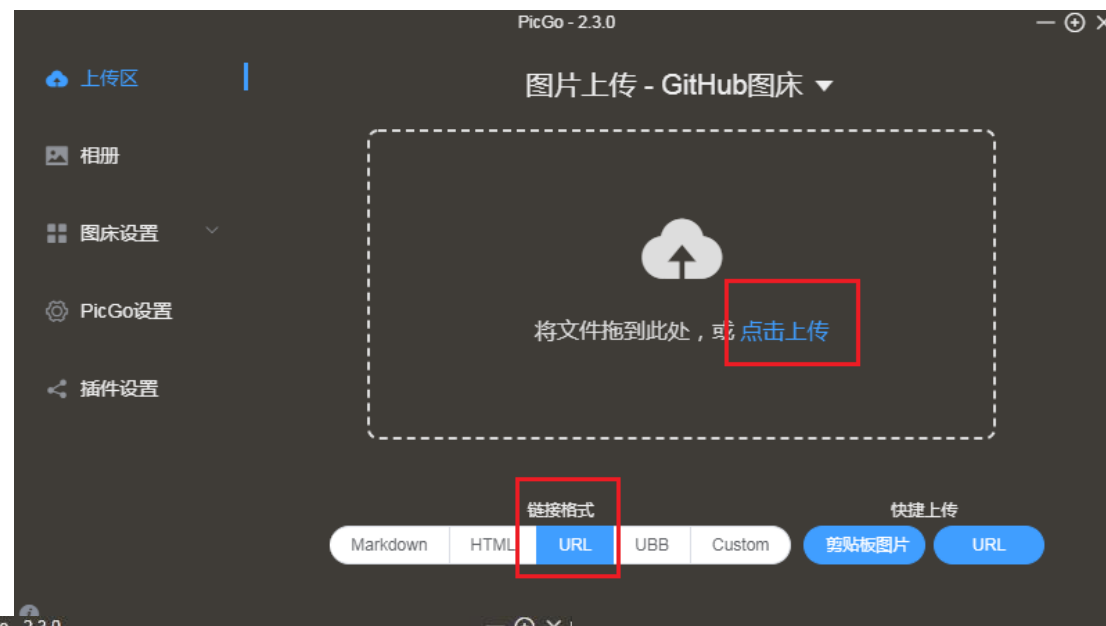 PicGo - 2.3.0
上传区
图片上传 - GitHub图床
相册
图床设置
PicGo设置
插件设置
将文件拖到此处，或 点击上传
链接格式
快捷上传
Markdown HTML URL UBB Custom 剪贴板图片 URL
2.3.0